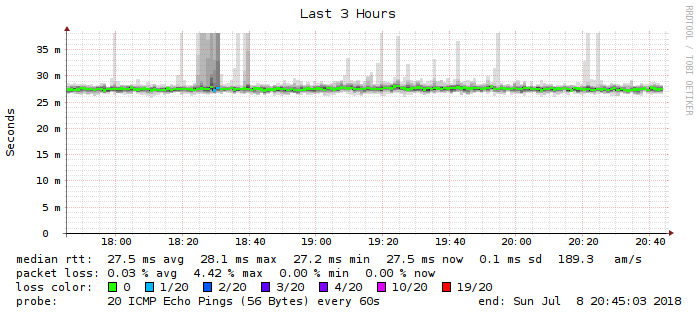 Last 3 Hours
RRDTOOL / TOBI OETIKER
Seconds
35 m
30 m
25 m
20 m
15 m
10 m
5 m
0
18:00 18:20 18:40 19:00 19:20 19:40 20:00 20:20 20:40
median rtt: 27.5 ms avg 28.1 ms max 27.2 ms min 27.5 ms now 0.1 ms sd 189.3 am/s
packet loss: 0.03 % avg 4.42 % max 0.00 % min 0.00 % now
loss color: 0 1/20 2/20 3/20 4/20 10/20 19/20
probe: 20 ICMP Echo Pings (56 Bytes) every 60s end: Sun Jul 8 20:45:03 2018